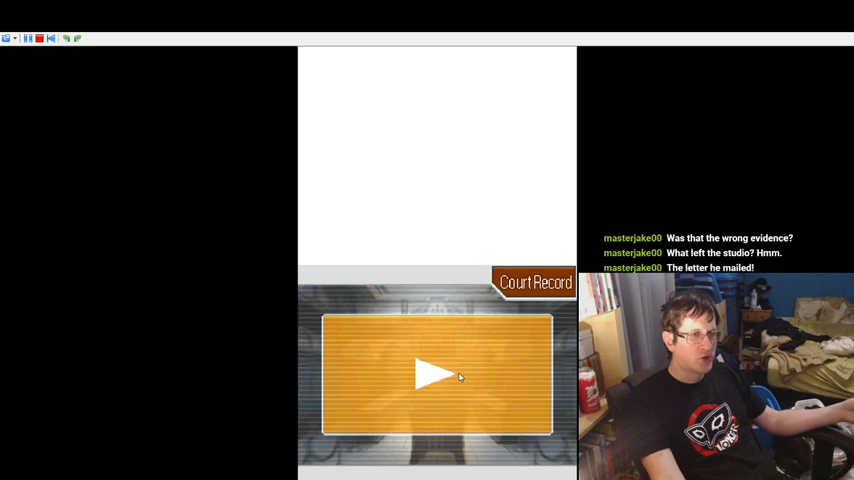 Court Record
masterjake00 Was that the wrong evidence?
masterjake00 What left the studio? Hmm.
masterjake00 The letter he mailed!